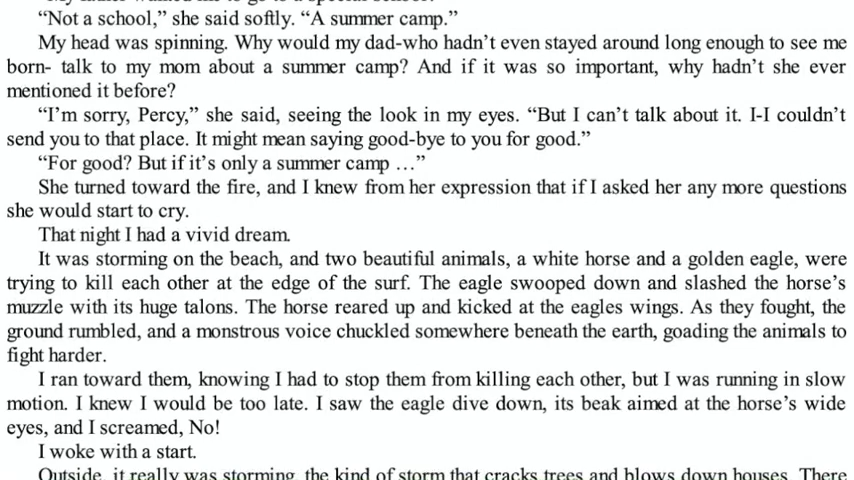 "Not a school," she said softly. "A summer camp."
My head was spinning. Why would my dad-who hadn't even stayed around long enough to see me
born- talk to my mom about a summer camp? And if it was so important, why hadn't she ever
mentioned it before?
"I'm sorry, Percy," she said, seeing the look in my eyes. "But I can't talk about it. I-I couldn't
send you to that place. It might mean saying good-bye to you for good."
"For good? But if it's only a summer camp …"
She turned toward the fire, and I knew from her expression that if I asked her any more questions
she would start to cry.
That night I had a vivid dream.
It was storming on the beach, and two beautiful animals, a white horse and a golden eagle, were
trying to kill each other at the edge of the surf. The eagle swooped down and slashed the horse's
muzzle with its huge talons. The horse reared up and kicked at the eagles wings. As they fought, the
ground rumbled, and a monstrous voice chuckled somewhere beneath the earth, goading the animals to
fight harder.
I ran toward them, knowing I had to stop them from killing each other, but I was running in slow
motion. I knew I would be too late. I saw the eagle dive down, its beak aimed at the horse's wide
eyes, and I screamed, No!
I woke with a start.
Outside, it really was storming, the kind of storm that cracks trees and blows down houses. There